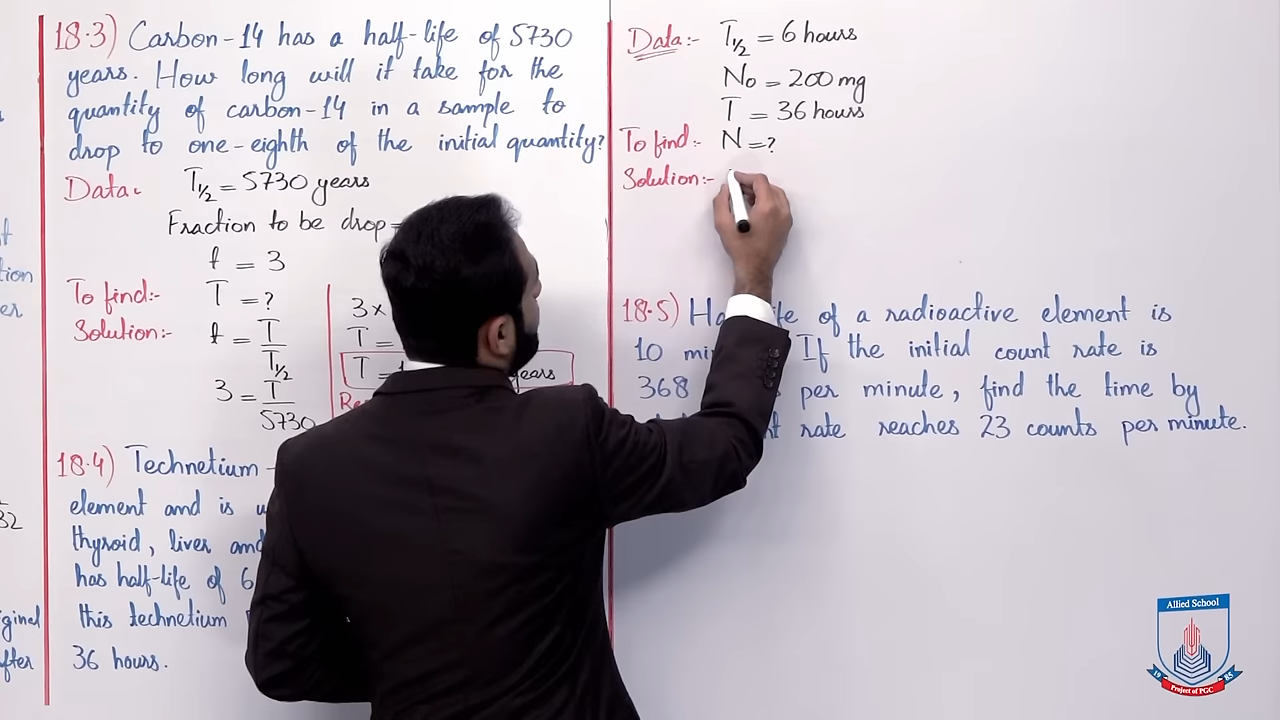 18.3) Carbon-14 has a half-life of 5730
years. How long will it take for the
quantity of carbon-14 in a sample to
drop to one-eighth of the initial quantity?
Data:- T1/2 = 5730 years
Fraction to be drop =
t = 3
To find:- T = ?
Solution:- t = T
T1/2
3 = T
5730
3 ×
T =
T = years
18.4) Technetium -
element and is
thyroid, liver and
has half-life of 6
this technetium
36 hours.
Data:- T1/2 = 6 hours
No = 200 mg
T = 36 hours
To find:- N = ?
Solution:-
18.5) of a radioactive element is
10 If the initial count rate is
368 per minute, find the time by
rate reaches 23 counts per minute.
32
Allied School
19 85
Project of PGC